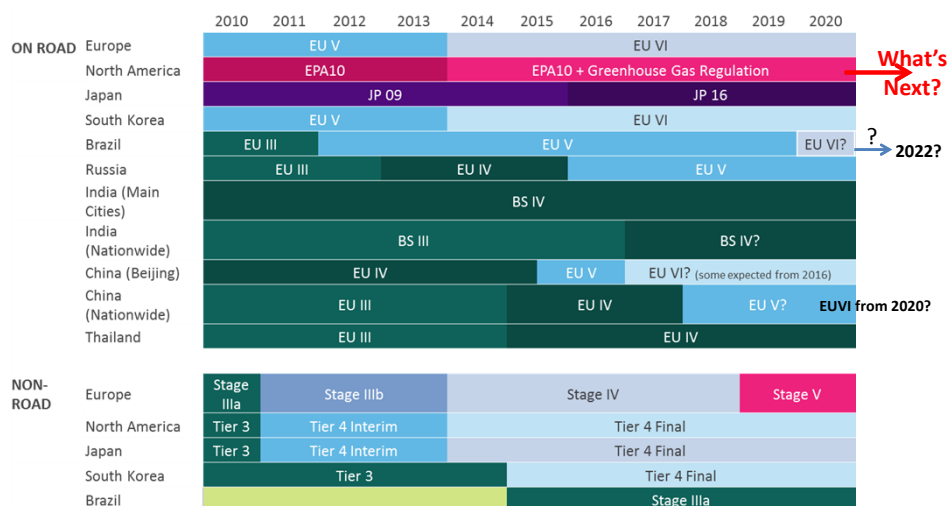 2010 2011 2012 2013 2014 2015 2016 2017 2018 2019 2020
ON ROAD Europe EU V EU VI
North America EPA10 EPA10 + Greenhouse Gas Regulation What's
Next?
Japan JP 09 JP 16
South Korea EU V EU VI
Brazil EU III EU V EU VI? ? 2022?
Russia EU III EU IV EU V
India (Main
Cities) BS IV
India
(Nationwide) BS III BS IV?
China (Beijing) EU IV EU V EU VI? (some expected from 2016)
China
(Nationwide) EU III EU IV EU V? EUVI from 2020?
Thailand EU III EU IV
NON-
ROAD Europe Stage
IIIa Stage IIIb Stage IV Stage V
North America Tier 3 Tier 4 Interim Tier 4 Final
Japan Tier 3 Tier 4 Interim Tier 4 Final
South Korea Tier 3 Tier 4 Final
Brazil Stage IIIa